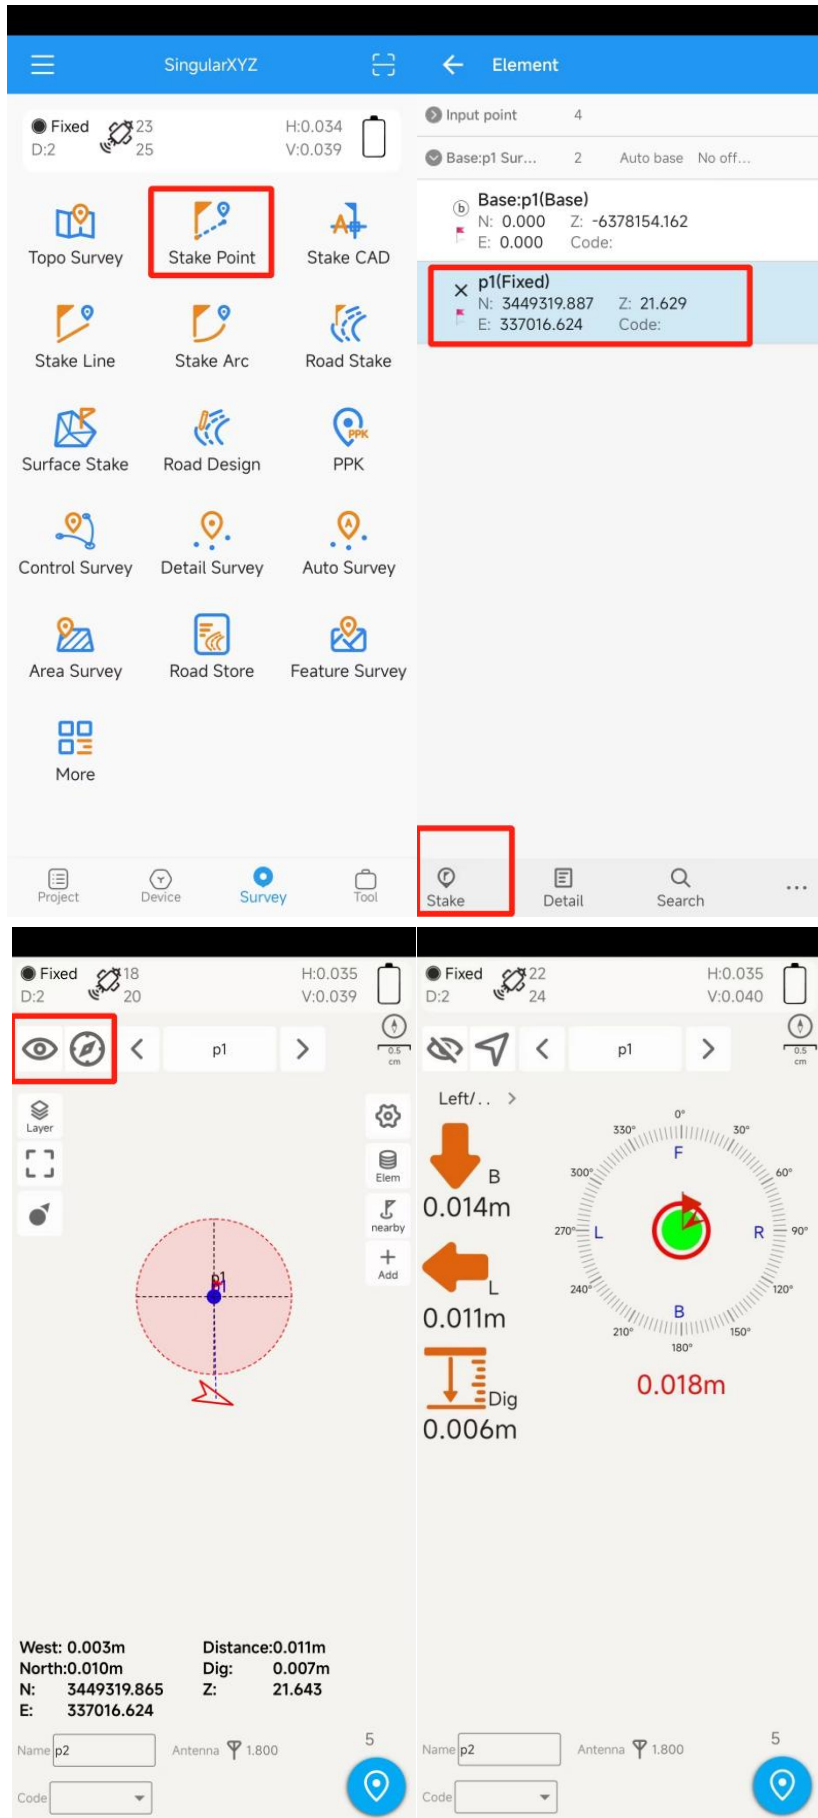 SingularXYZ
Fixed 23 H:0.034
D:2 25 V:0.039
Topo Survey Stake Point Stake CAD
Stake Line Stake Arc Road Stake
PPK
Surface Stake Road Design PPK
Control Survey Detail Survey Auto Survey
Area Survey Road Store Feature Survey
More
Project Device Survey Tool
Element
Input point 4
Base:p1 Sur... 2 Auto base No off...
b Base:p1(Base)
N: 0.000 Z: -6378154.162
E: 0.000 Code:
p1(Fixed)
N: 3449319.887 Z: 21.629
E: 337016.624 Code:
Stake Detail Search ...
Fixed 18 H:0.035
D:2 20 V:0.039
p1
0.5
cm
Layer
Elem
nearby
Add
p1
West: 0.003m Distance:0.011m
North:0.010m Dig: 0.007m
N: 3449319.865 Z: 21.643
E: 337016.624
Name p2 Antenna 1.800 5
Code
Fixed 22 H:0.035
D:2 24 V:0.040
p1
0.5
cm
Left/.. >
B
0.014m
L
0.011m
Dig
0.006m
0°
330° 30°
F
300° 60°
270° L R 90°
240° 120°
B
210° 150°
180°
0.018m
Name p2 Antenna 1.800 5
Code